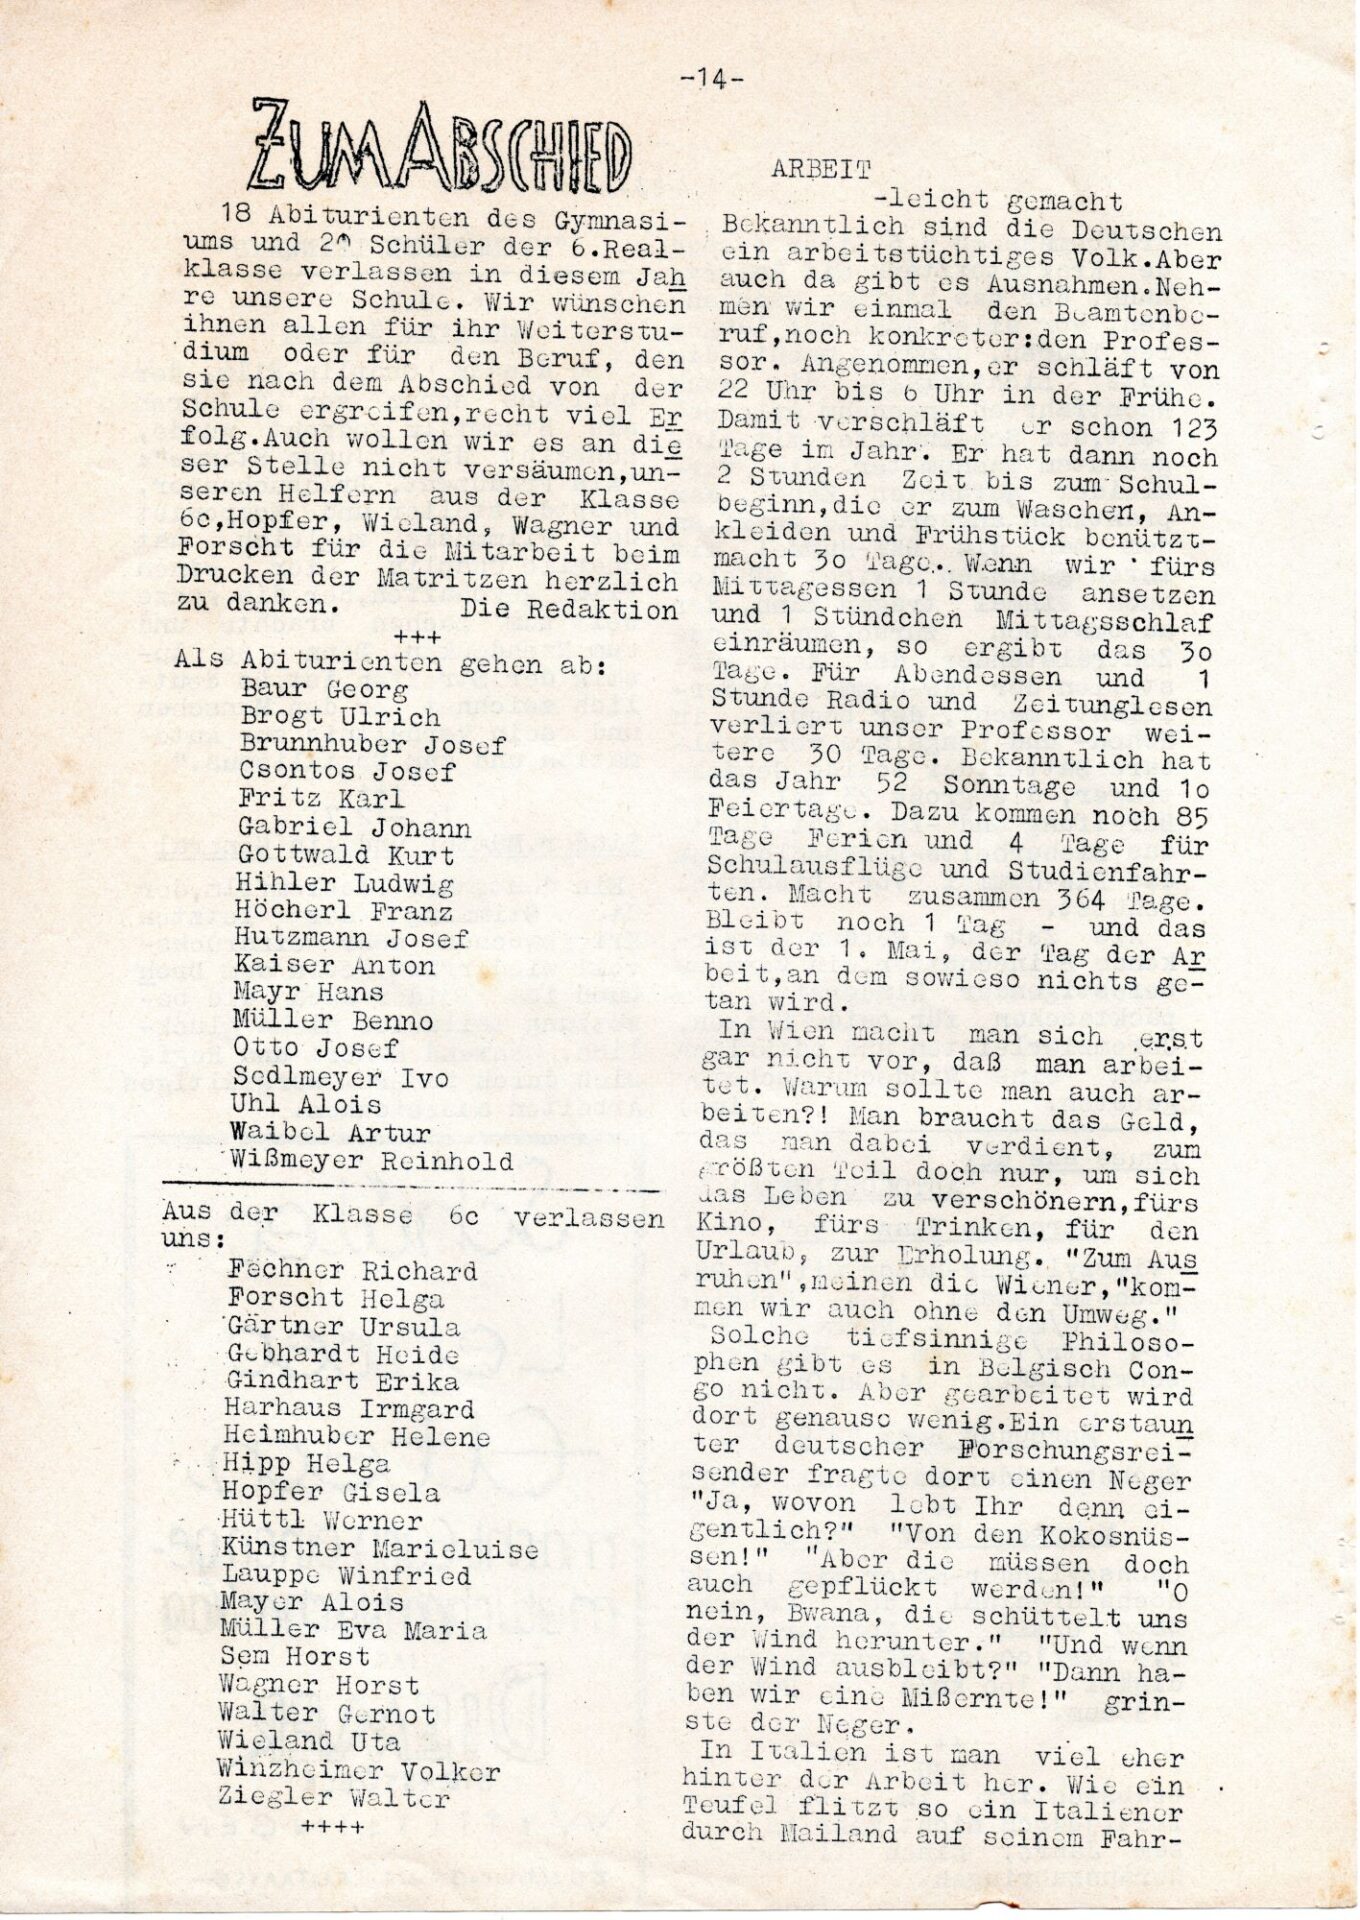 -14-
ZUM ABSCHIED
18 Abiturienten des Gymnasi-
ums und Schüler der 6.Real-
klasse verlassen in diesem Jah
re unsere Schule. Wir wünschen
ihnen allen für ihr Weiterstu-
dium oder für den Beruf, den
sie nach dem Abschied von der
Schule ergreifen,recht viel Er
folg.Auch wollen wir es an die
ser Stelle nicht versäumen,un-
seren Helfern aus der Klasse
6c,Hopfer, Wieland, Wagner und
Forscht für die Mitarbeit beim
Drucken der Matritzen herzlich
zu danken. Die Redaktion
+++
Als Abiturienten gehen ab:
Baur Georg
Brogt Ulrich
Brunnhuber Josef
Csontos Josef
Fritz Karl
Gabriel Johann
Gottwald Kurt
Hihler Ludwig
Höcherl Franz
Hutzmann Josef
Kaiser Anton
Mayr Hans
Müller Benno
Otto Josef
Sedlmeyer Ivo
Uhl Alois
Waibel Artur
Wißmeyer Reinhold
Aus der Klasse 6c verlassen
uns:
Fechner Richard
Forscht Helga
Gärtner Ursula
Gebhardt Heide
Gindhart Erika
Harhaus Irmgard
Heimhuber Helene
Hipp Helga
Hopfer Gisela
Hüttl Werner
Künstner Marieluise
Lauppe Winfried
Mayer Alois
Müller Eva Maria
Sem Horst
Wagner Horst
Walter Gernot
Wieland Uta
Winzheimer Volker
Ziegler Walter
++++
ARBEIT
-leicht gemacht
Bekanntlich sind die Deutschen
ein arbeitstüchtiges Volk.Aber
auch da gibt es Ausnahmen.Neh-
men wir einmal den Beamtenbe-
ruf,noch konkreter:den Profes-
sor. Angenommen,er schläft von
22 Uhr bis 6 Uhr in der Frühe.
Damit verschläft er schon 123
Tage im Jahr. Er hat dann noch
2 Stunden Zeit bis zum Schul-
beginn,die er zum Waschen, An-
kleiden und Frühstück benützt-
macht 3o Tage. Wenn wir fürs
Mittagessen 1 Stunde ansetzen
und 1 Stündchen Mittagsschlaf
einräumen, so ergibt das 3o
Tage. Für Abendessen und 1
Stunde Radio und Zeitunglesen
verliert unser Professor wei-
tere 30 Tage. Bekanntlich hat
das Jahr 52 Sonntage und 1o
Feiertage. Dazu kommen noch 85
Tage Ferien und 4 Tage für
Schulausflüge und Studienfahr-
ten. Macht zusammen 364 Tage.
Bleibt noch 1 Tag - und das
ist der 1. Mai, der Tag der Ar
beit,an dem sowieso nichts ge-
tan wird.
In Wien macht man sich erst
gar nicht vor, daß man arbei-
tet. Warum sollte man auch ar-
beiten?! Man braucht das Geld,
das man dabei verdient, zum
größten Teil doch nur, um sich
das Leben zu verschönern,fürs
Kino, fürs Trinken, für den
Urlaub, zur Erholung. "Zum Aus
ruhen",meinen die Wiener,"kom-
men wir auch ohne den Umweg."
Solche tiefsinnige Philoso-
phen gibt es in Belgisch Con-
go nicht. Aber gearbeitet wird
dort genauso wenig.Ein erstaun
ter deutscher Forschungsrei-
sender fragte dort einen Neger
"Ja, wovon lebt Ihr denn ei-
gentlich?" "Von den Kokosnüs-
sen!" "Aber die müssen doch
auch gepflückt werden!" "O
nein, Bwana, die schüttelt uns
der Wind herunter." "Und wenn
der Wind ausbleibt?" "Dann ha-
ben wir eine Mißernte!" grin-
ste der Neger.
In Italien ist man viel eher
hinter der Arbeit her. Wie ein
Teufel flitzt so ein Italiener
durch Mailand auf seinem Fahr-